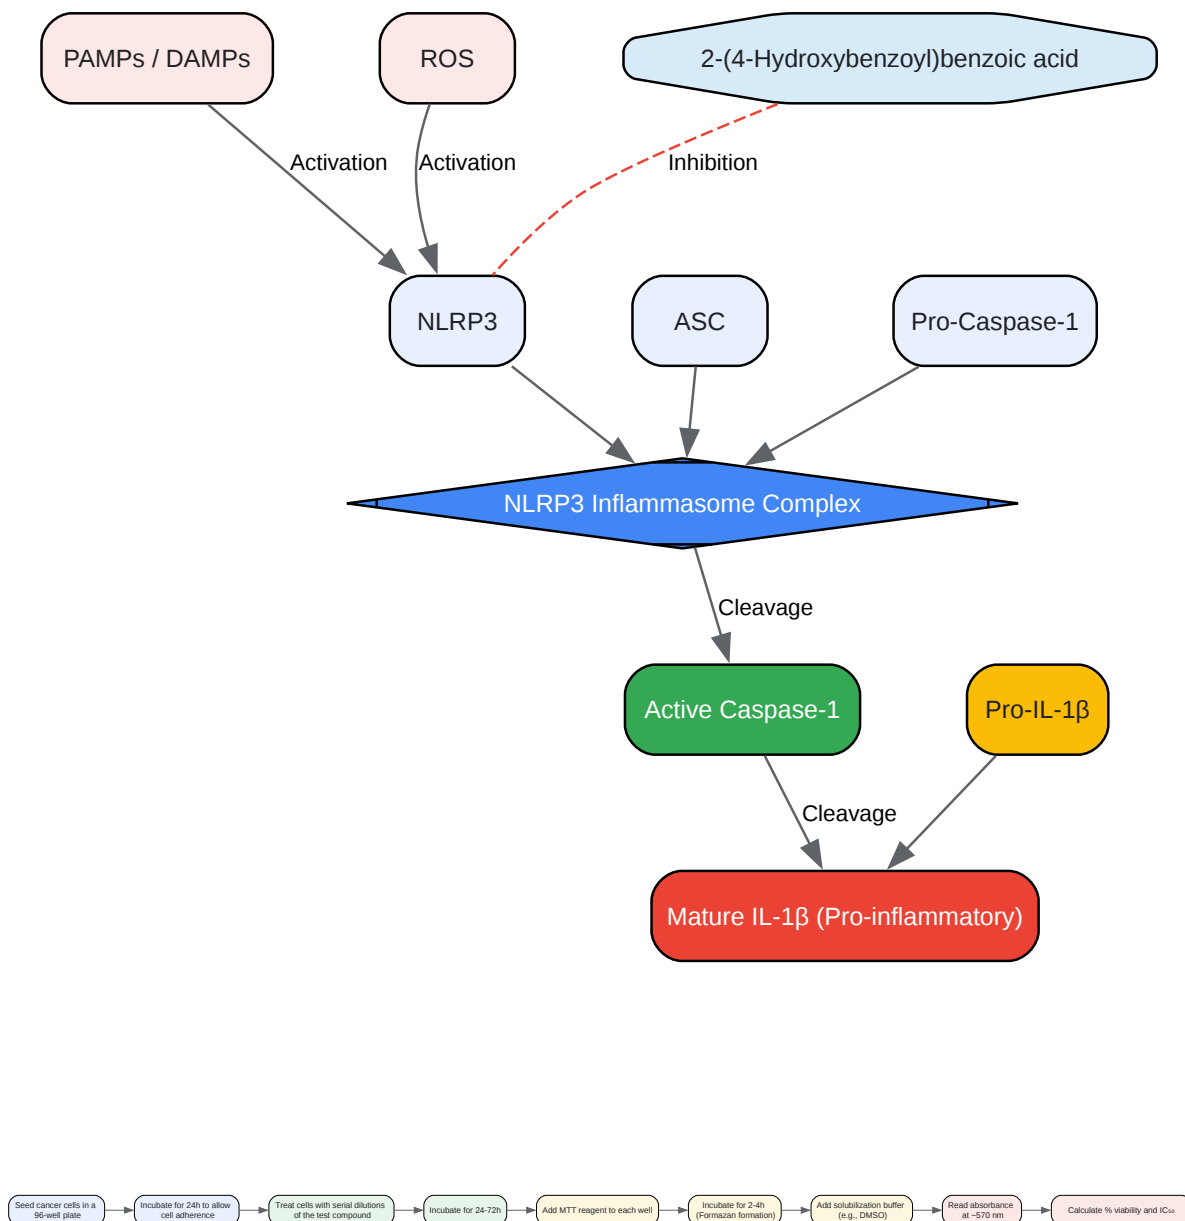 PAMPs / DAMPs
ROS
2-(4-Hydroxybenzoyl)benzoic acid
Activation
Activation
Inhibition
NLRP3
ASC
Pro-Caspase-1
NLRP3 Inflammasome Complex
Cleavage
Active Caspase-1
Pro-IL-1β
Cleavage
Mature IL-1β (Pro-inflammatory)
Seed cancer cells in a
96-well plate
Incubate for 24h to allow
cell adherence
Treat cells with serial dilutions
of the test compound
Incubate for 24-72h
Add MTT reagent to each well
Incubate for 2-4h
(Formazan formation)
Add solubilization buffer
(e.g., DMSO)
Read absorbance
at ~570 nm
Calculate % viability and IC₅₀